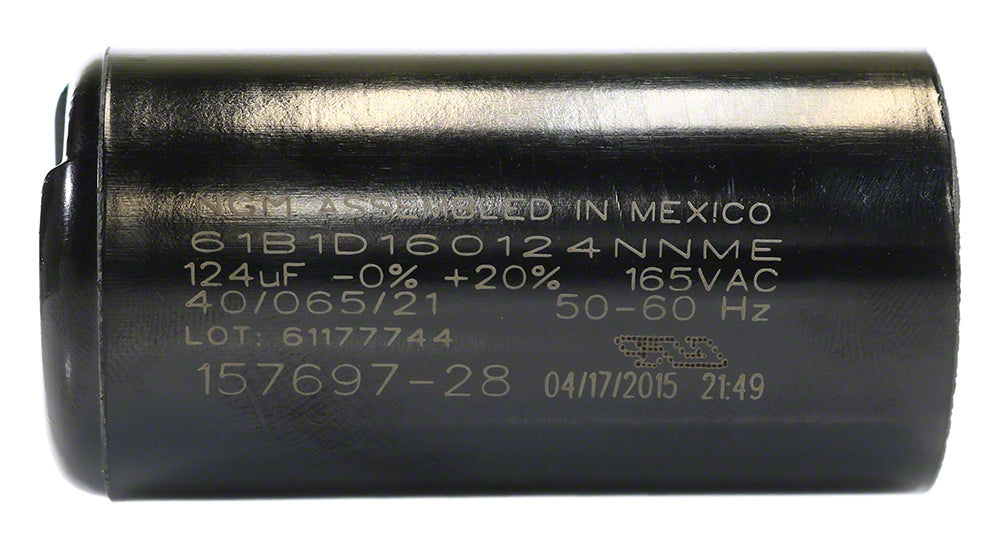 NGM ASSEMBLED IN MEXICO
61B1D160124NNME
124uF -0% +20% 165VAC
40/065/21 50-60 Hz
LOT: 61177744
157697-28 04/17/2015 21:49